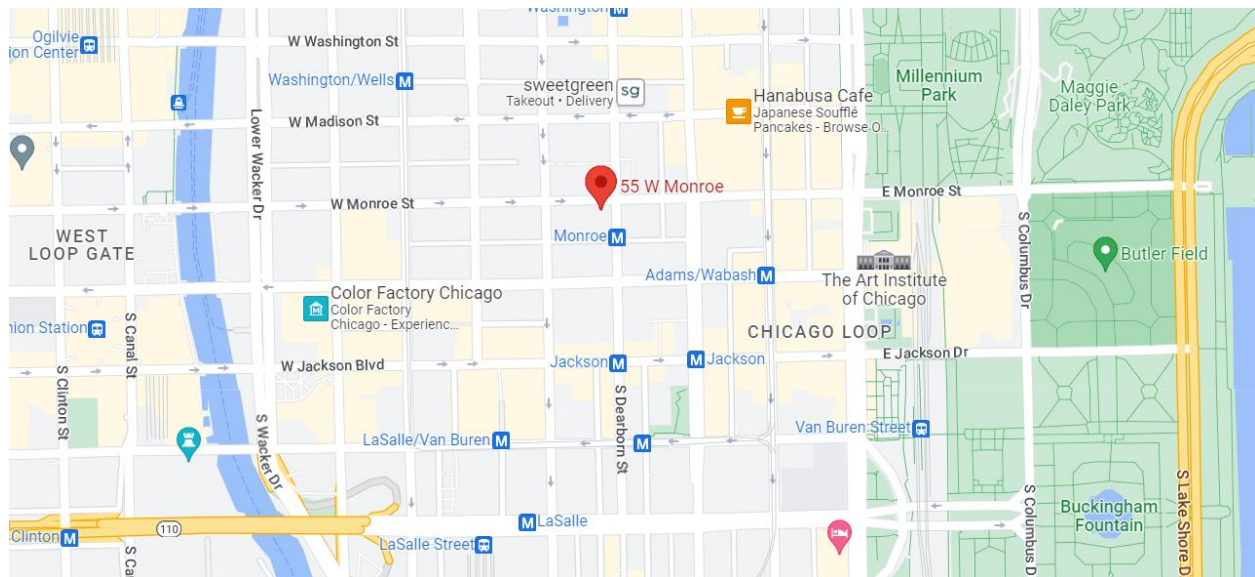 Washington
Ogilvie
ion Center
W Washington St
Washington/Wells M
sweetgreen
Takeout • Delivery
sg
Hanabusa Cafe
Japanese Soufflé
Pancakes - Browse O...
Millennium
Park
Maggie
Daley Park
Lower Wacker Dr
W Madison St
55 W Monroe
E Monroe St
W Monroe St
WEST
LOOP GATE
Monroe M
S Columbus Dr
Butler Field
Adams/Wabash M
The Art Institute
of Chicago
Color Factory Chicago
Color Factory
Chicago - Experienc...
nion Station
S Canal St
CHICAGO LOOP
W Jackson Blvd
Jackson M
M Jackson
E Jackson Dr
S Clinton St
S Dearborn St
S Wacker Dr
LaSalle/Van Buren M
M
Van Buren Street
S Lake Shore D
S Columbus D
Buckingham
Fountain
110
M LaSalle
Clinton M
LaSalle Street
S Ca